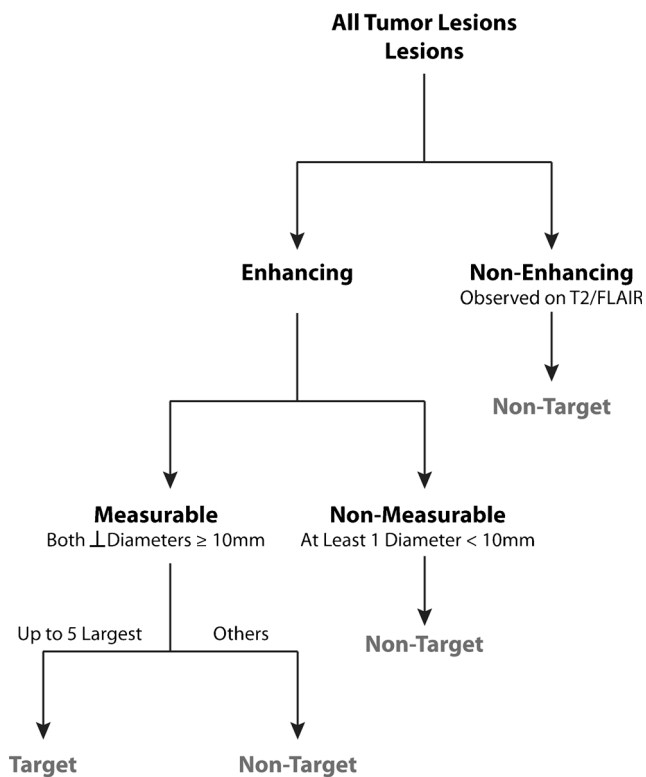 All Tumor Lesions
Lesions
Enhancing
Non-Enhancing
Observed on T2/FLAIR
Non-Target
Measurable
Both ⊥Diameters ≥ 10mm
Non-Measurable
At Least 1 Diameter < 10mm
Up to 5 Largest
Others
Non-Target
Target
Non-Target